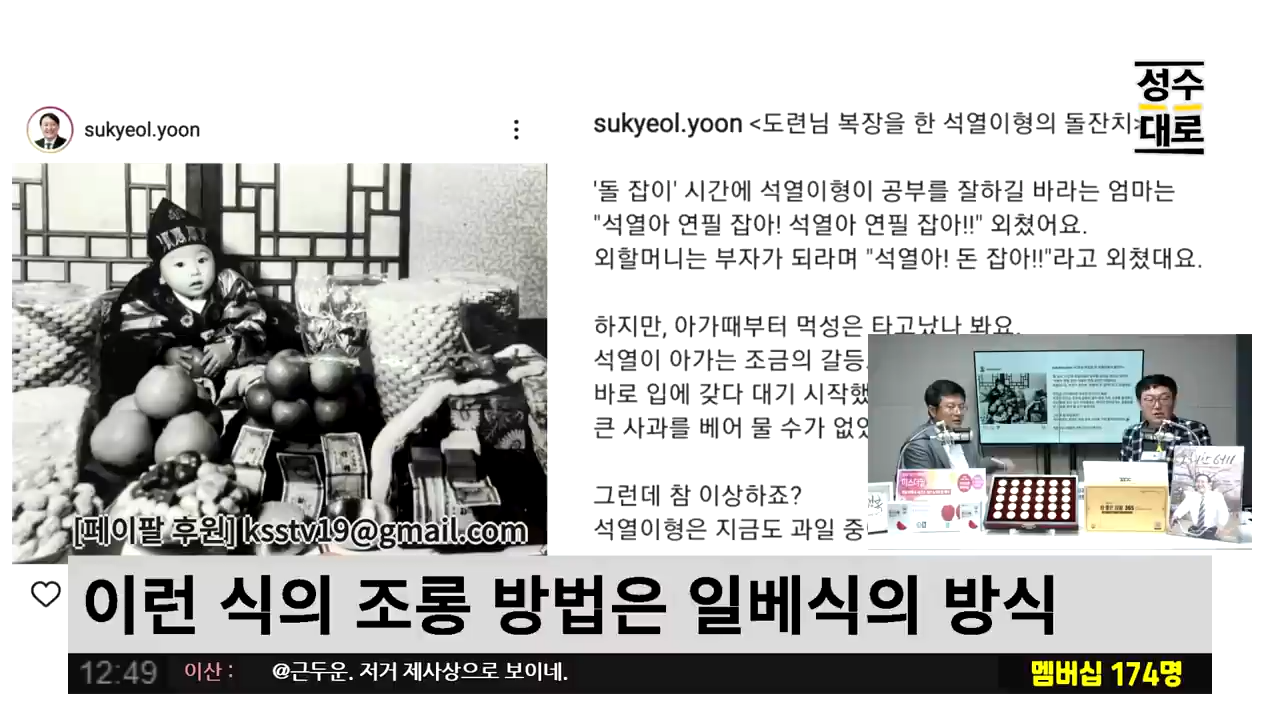 성수
대로
sukyeol.yoon
sukyeol.yoon <도련님 복장을 한 석열이형의 돌잔치>
'돌 잡이' 시간에 석열이형이 공부를 잘하길 바라는 엄마는
"석열아 연필 잡아! 석열아 연필 잡아!!" 외쳤어요.
외할머니는 부자가 되라며 "석열아! 돈 잡아!!"라고 외쳤대요.
하지만, 아가때부터 먹성은 타고났나 봐요.
석열이 아가는 조금의 갈등
바로 입에 갖다 대기 시작했
큰 사과를 베어 물 수가 없었
그런데 참 이상하죠?
석열이형은 지금도 과일 중
[페이팔 후원] ksstv19@gmail.com
이런 식의 조롱 방법은 일베식의 방식
12:49 이산 : @근두운. 저거 제사상으로 보이네. 멤버십 174명